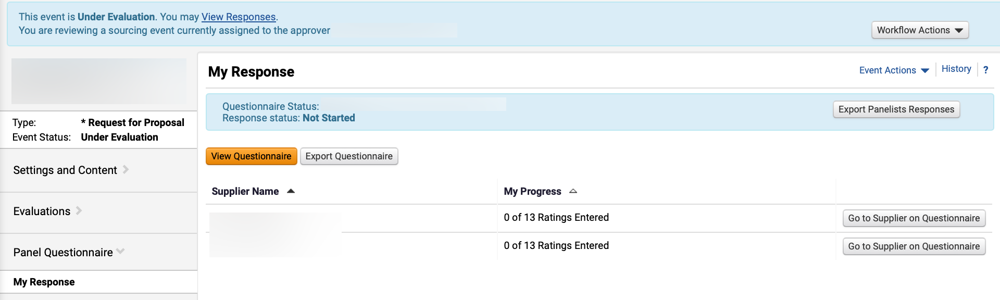 This event is Under Evaluation. You may View Responses.
You are reviewing a sourcing event currently assigned to the approver
Workflow Actions
Type: * Request for Proposal
Event Status: Under Evaluation
Settings and Content
Evaluations
Panel Questionnaire
My Response
My Response
Event Actions
History
?
Questionnaire Status:
Response status: Not Started
Export Panelists Responses
View Questionnaire
Export Questionnaire
Supplier Name
My Progress
0 of 13 Ratings Entered
Go to Supplier on Questionnaire
0 of 13 Ratings Entered
Go to Supplier on Questionnaire